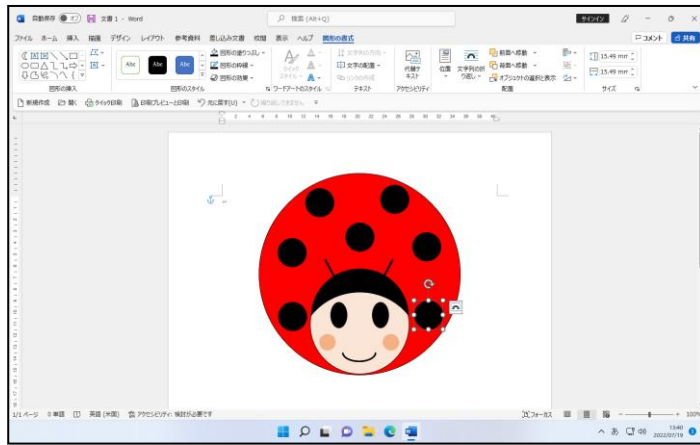 自動保存 オフ 文書 1 - Word 検索 (Alt+Q) サインイン
ファイル ホーム 挿入 描画 デザイン レイアウト 参考資料 差し込み文書 校閲 表示 ヘルプ 図形の書式 コメント 共有
Abc Abc Abc
図形の塗りつぶし 図形の枠線 図形の効果
クイック スタイル
文字列の方向 文字の配置 リンクの作成
代替テキスト
位置 文字列の折り返し
前面へ移動 背面へ移動 オブジェクトの選択と表示
15.49 mm
15.49 mm
図形の挿入 図形のスタイル ワードアートのスタイル テキスト アクセシビリティ 配置 サイズ
新規作成 開く クイック印刷 印刷プレビューと印刷 元に戻す(U)
1/1 ページ 0 単語 英語 (米国) アクセシビリティ: 検討が必要です フォーカス 100%
あ 13:40
2022/07/19